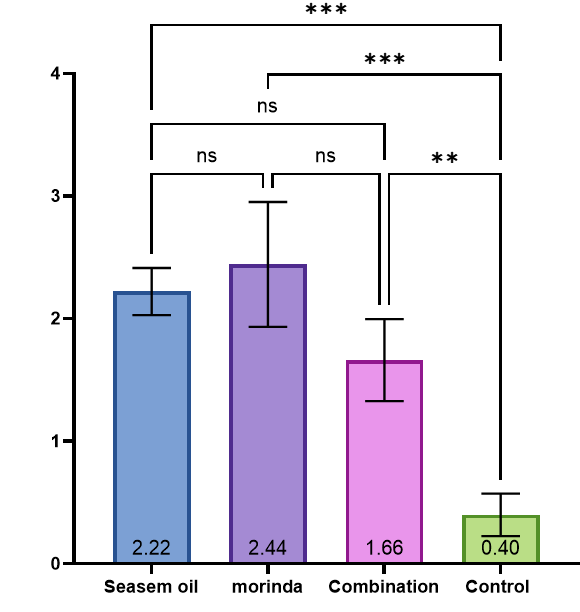 ***
***
ns
ns ns **
4
3
2
1
0
2.22 2.44 1.66 0.40
Seasem oil morinda Combination Control